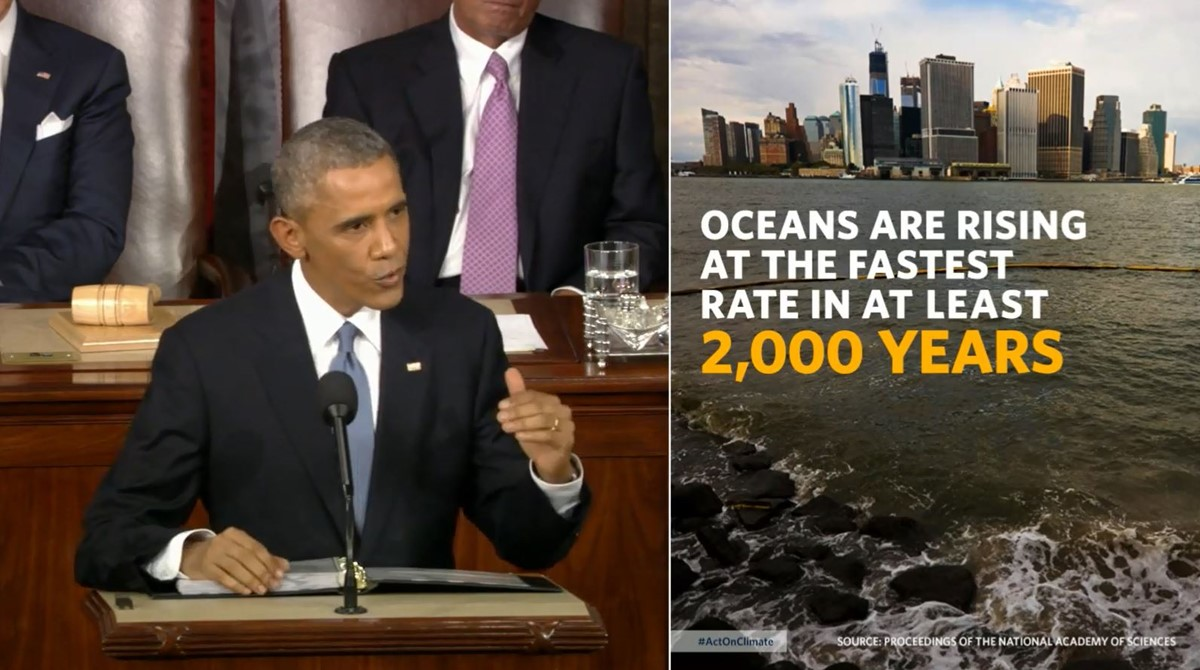 OCEANS ARE RISING
AT THE FASTEST
RATE IN AT LEAST
2,000 YEARS
#ActOnClimate
SOURCE: PROCEEDINGS OF THE NATIONAL ACADEMY OF SCIENCES